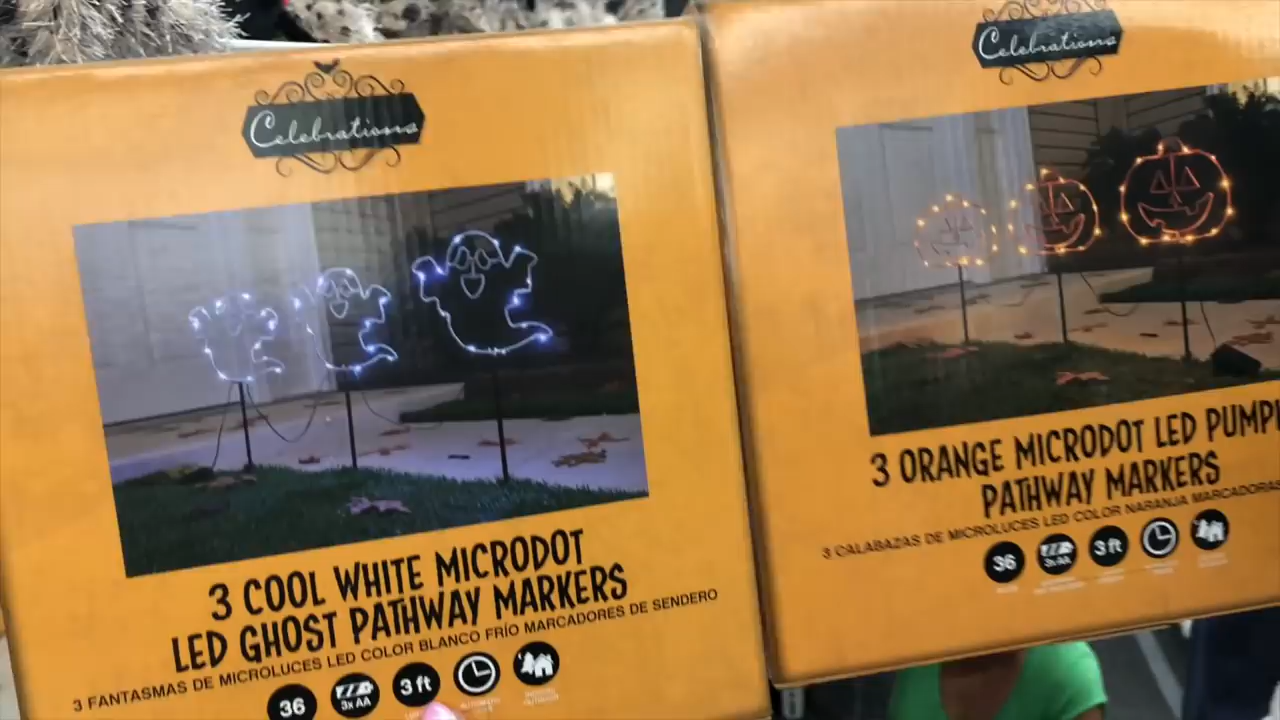 Celebrations
3 COOL WHITE MICRODOT
LED GHOST PATHWAY MARKERS
3 FANTASMAS DE MICROLUCES LED COLOR BLANCO FRÍO MARCADORES DE SENDERO
36
3x AA
3 ft
Celebrations
3 ORANGE MICRODOT LED
PATHWAY MARKERS
3 CALABAZAS DE MICROLUCES LED COLOR NARANJA
36
3x AA
3 ft